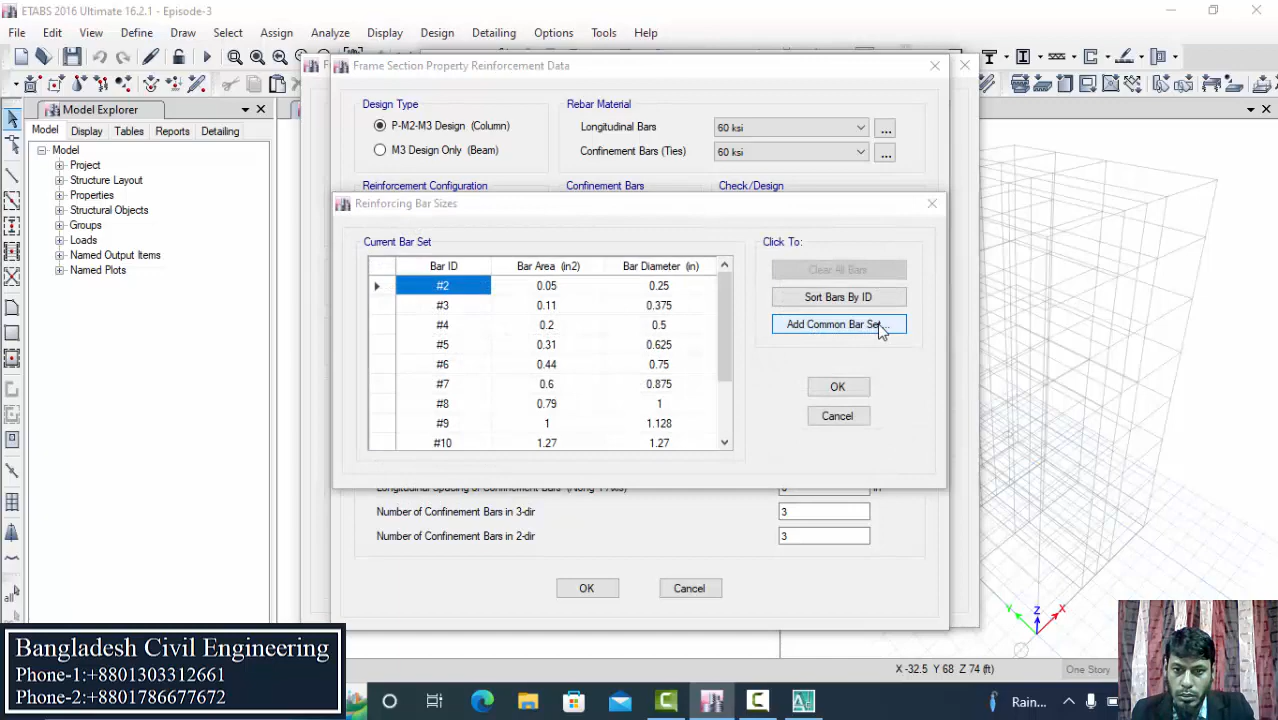 ETABS 2016 Ultimate 16.2.1 - Episode-3
File Edit View Define Draw Select Assign Analyze Display Design Detailing Options Tools Help
Model Explorer
Model Display Tables Reports Detailing
Model
Project
Structure Layout
Properties
Structural Objects
Groups
Loads
Named Output Items
Named Plots
Frame Section Property Reinforcement Data
Design Type
P-M2-M3 Design (Column)
M3 Design Only (Beam)
Rebar Material
Longitudinal Bars 60 ksi ...
Confinement Bars (Ties) 60 ksi ...
Reinforcement Configuration Confinement Bars Check/Design
Reinforcing Bar Sizes
Current Bar Set
Bar ID Bar Area (in2) Bar Diameter (in)
#2 0.05 0.25
#3 0.11 0.375
#4 0.2 0.5
#5 0.31 0.625
#6 0.44 0.75
#7 0.6 0.875
#8 0.79 1
#9 1 1.128
#10 1.27 1.27
Click To:
Clear All Bars
Sort Bars By ID
Add Common Bar Set...
OK
Cancel
Number of Confinement Bars in 3-dir 3
Number of Confinement Bars in 2-dir 3
OK Cancel
Y Z X
X -32.5 Y 68 Z 74 (ft) One Story
Bangladesh Civil Engineering
Phone-1:+8801303312661
Phone-2:+8801786677672
Rain...